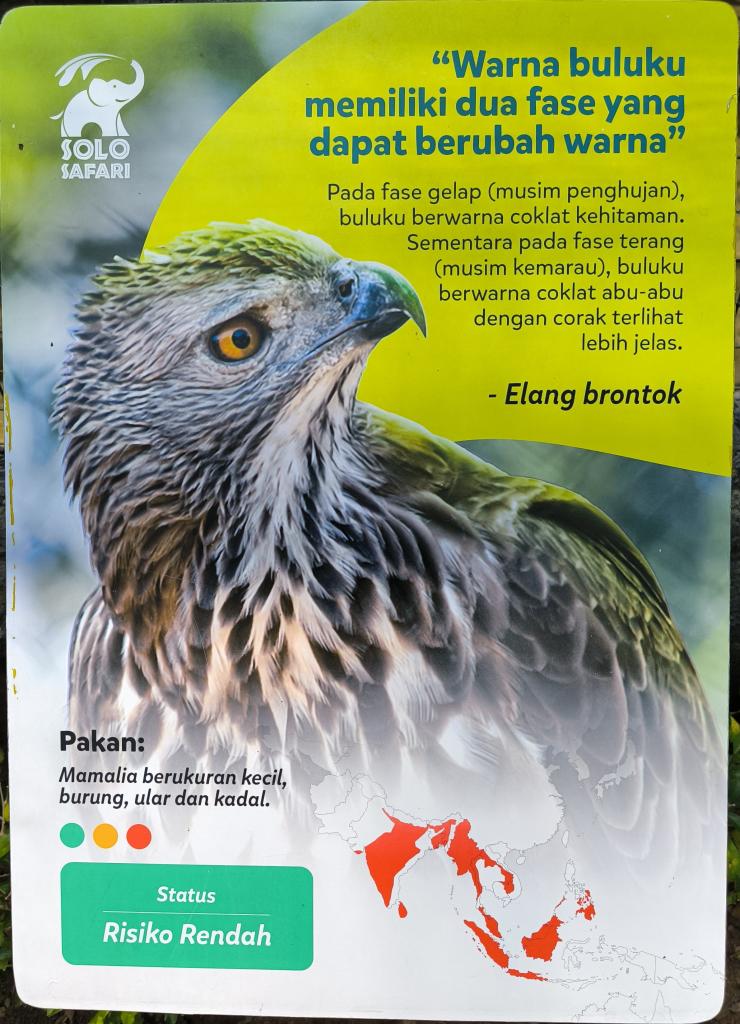 SOLO
SAFARI
“Warna buluku
memiliki dua fase yang
dapat berubah warna”
Pada fase gelap (musim penghujan),
buluku berwarna coklat kehitaman.
Sementara pada fase terang
(musim kemarau), buluku
berwarna coklat abu-abu
dengan corak terlihat
lebih jelas.
- Elang brontok
Pakan:
Mamalia berukuran kecil,
burung, ular dan kadal.
Status
Risiko Rendah